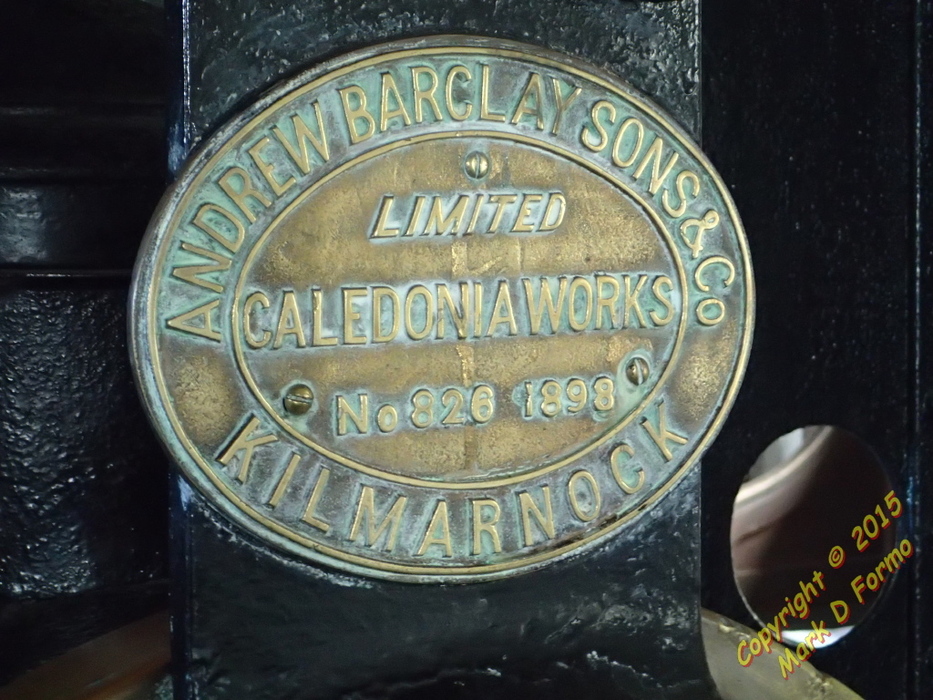 ANDREW BARCLAY SONS & Co
LIMITED
CALEDONIA WORKS
No 826 1898
KILMARNOCK
Copyright © 2015
Mark D Formo